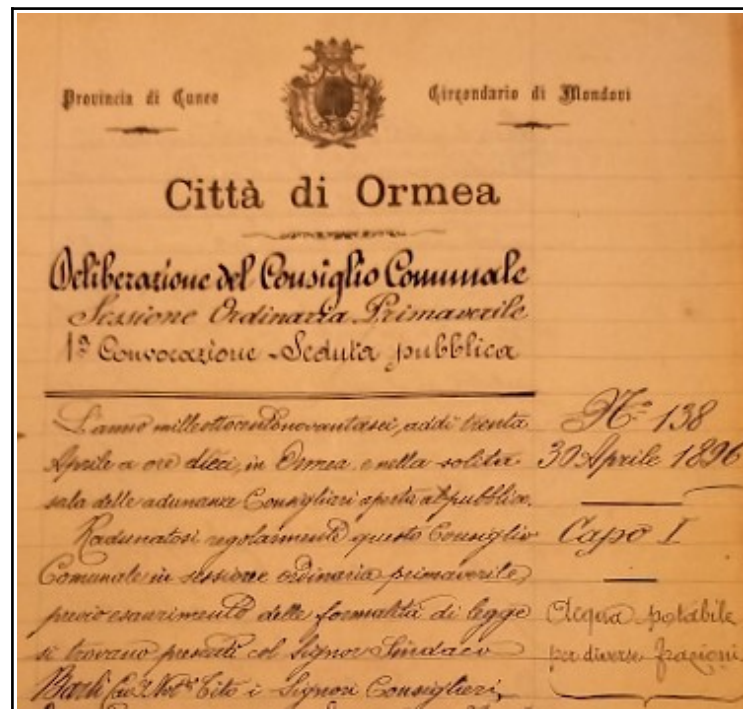 Provincia di Cuneo
Circondario di Mondovì
Città di Ormea
Deliberazione del Consiglio Comunale
Sessione Ordinaria Primaverile
1ª Convocazione - Seduta pubblica
L'anno milleottocentonovantasei, addì trenta
Aprile a ore dieci, in Ormea, e nella solita
sala delle adunanze Consigliari aperta al pubblico.
Radunatosi regolarmente questo Consiglio
Comunale in sessione ordinaria primaverile,
previo esaurimento delle formalità di legge
si trovano presenti col Signor Sindaco
Tito i Signori Consiglieri,
Nº 138
30 Aprile 1896
Capo I
Acqua potabile
per diverse frazioni